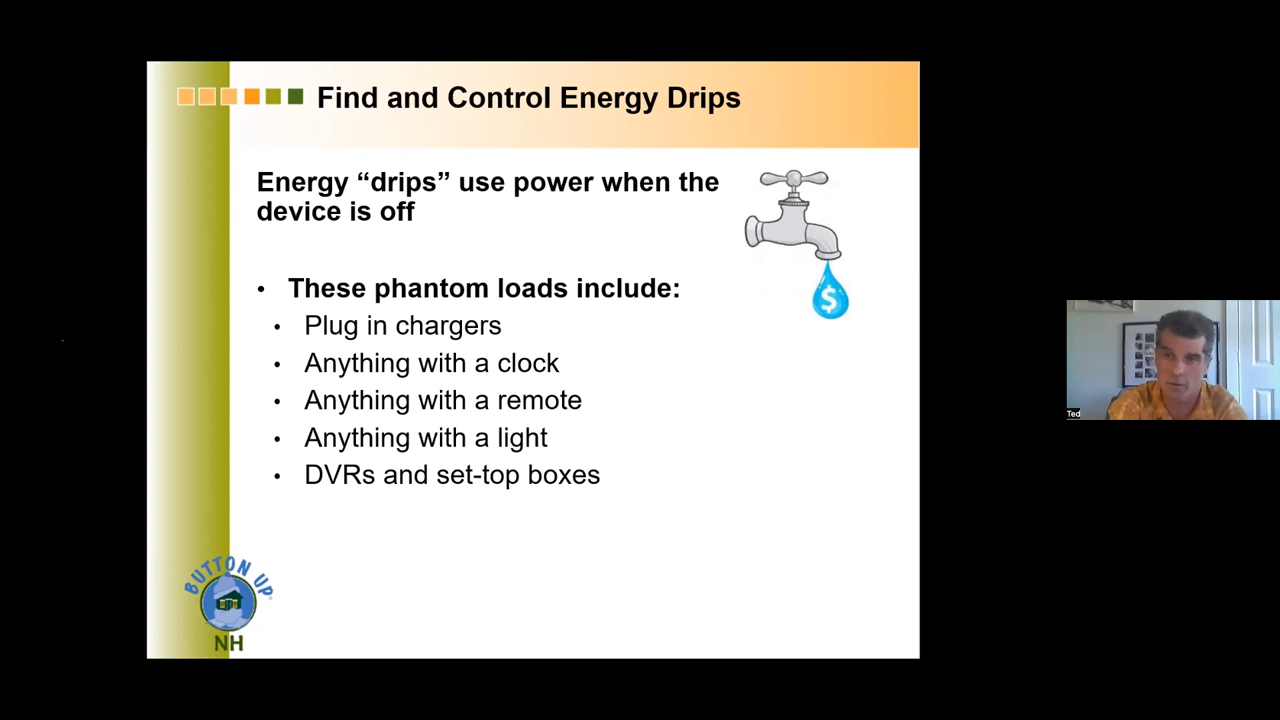 Find and Control Energy Drips
Energy “drips” use power when the
device is off
$
• These phantom loads include:
• Plug in chargers
• Anything with a clock
• Anything with a remote
• Anything with a light
• DVRs and set-top boxes
BUTTON UP
NH
Ted